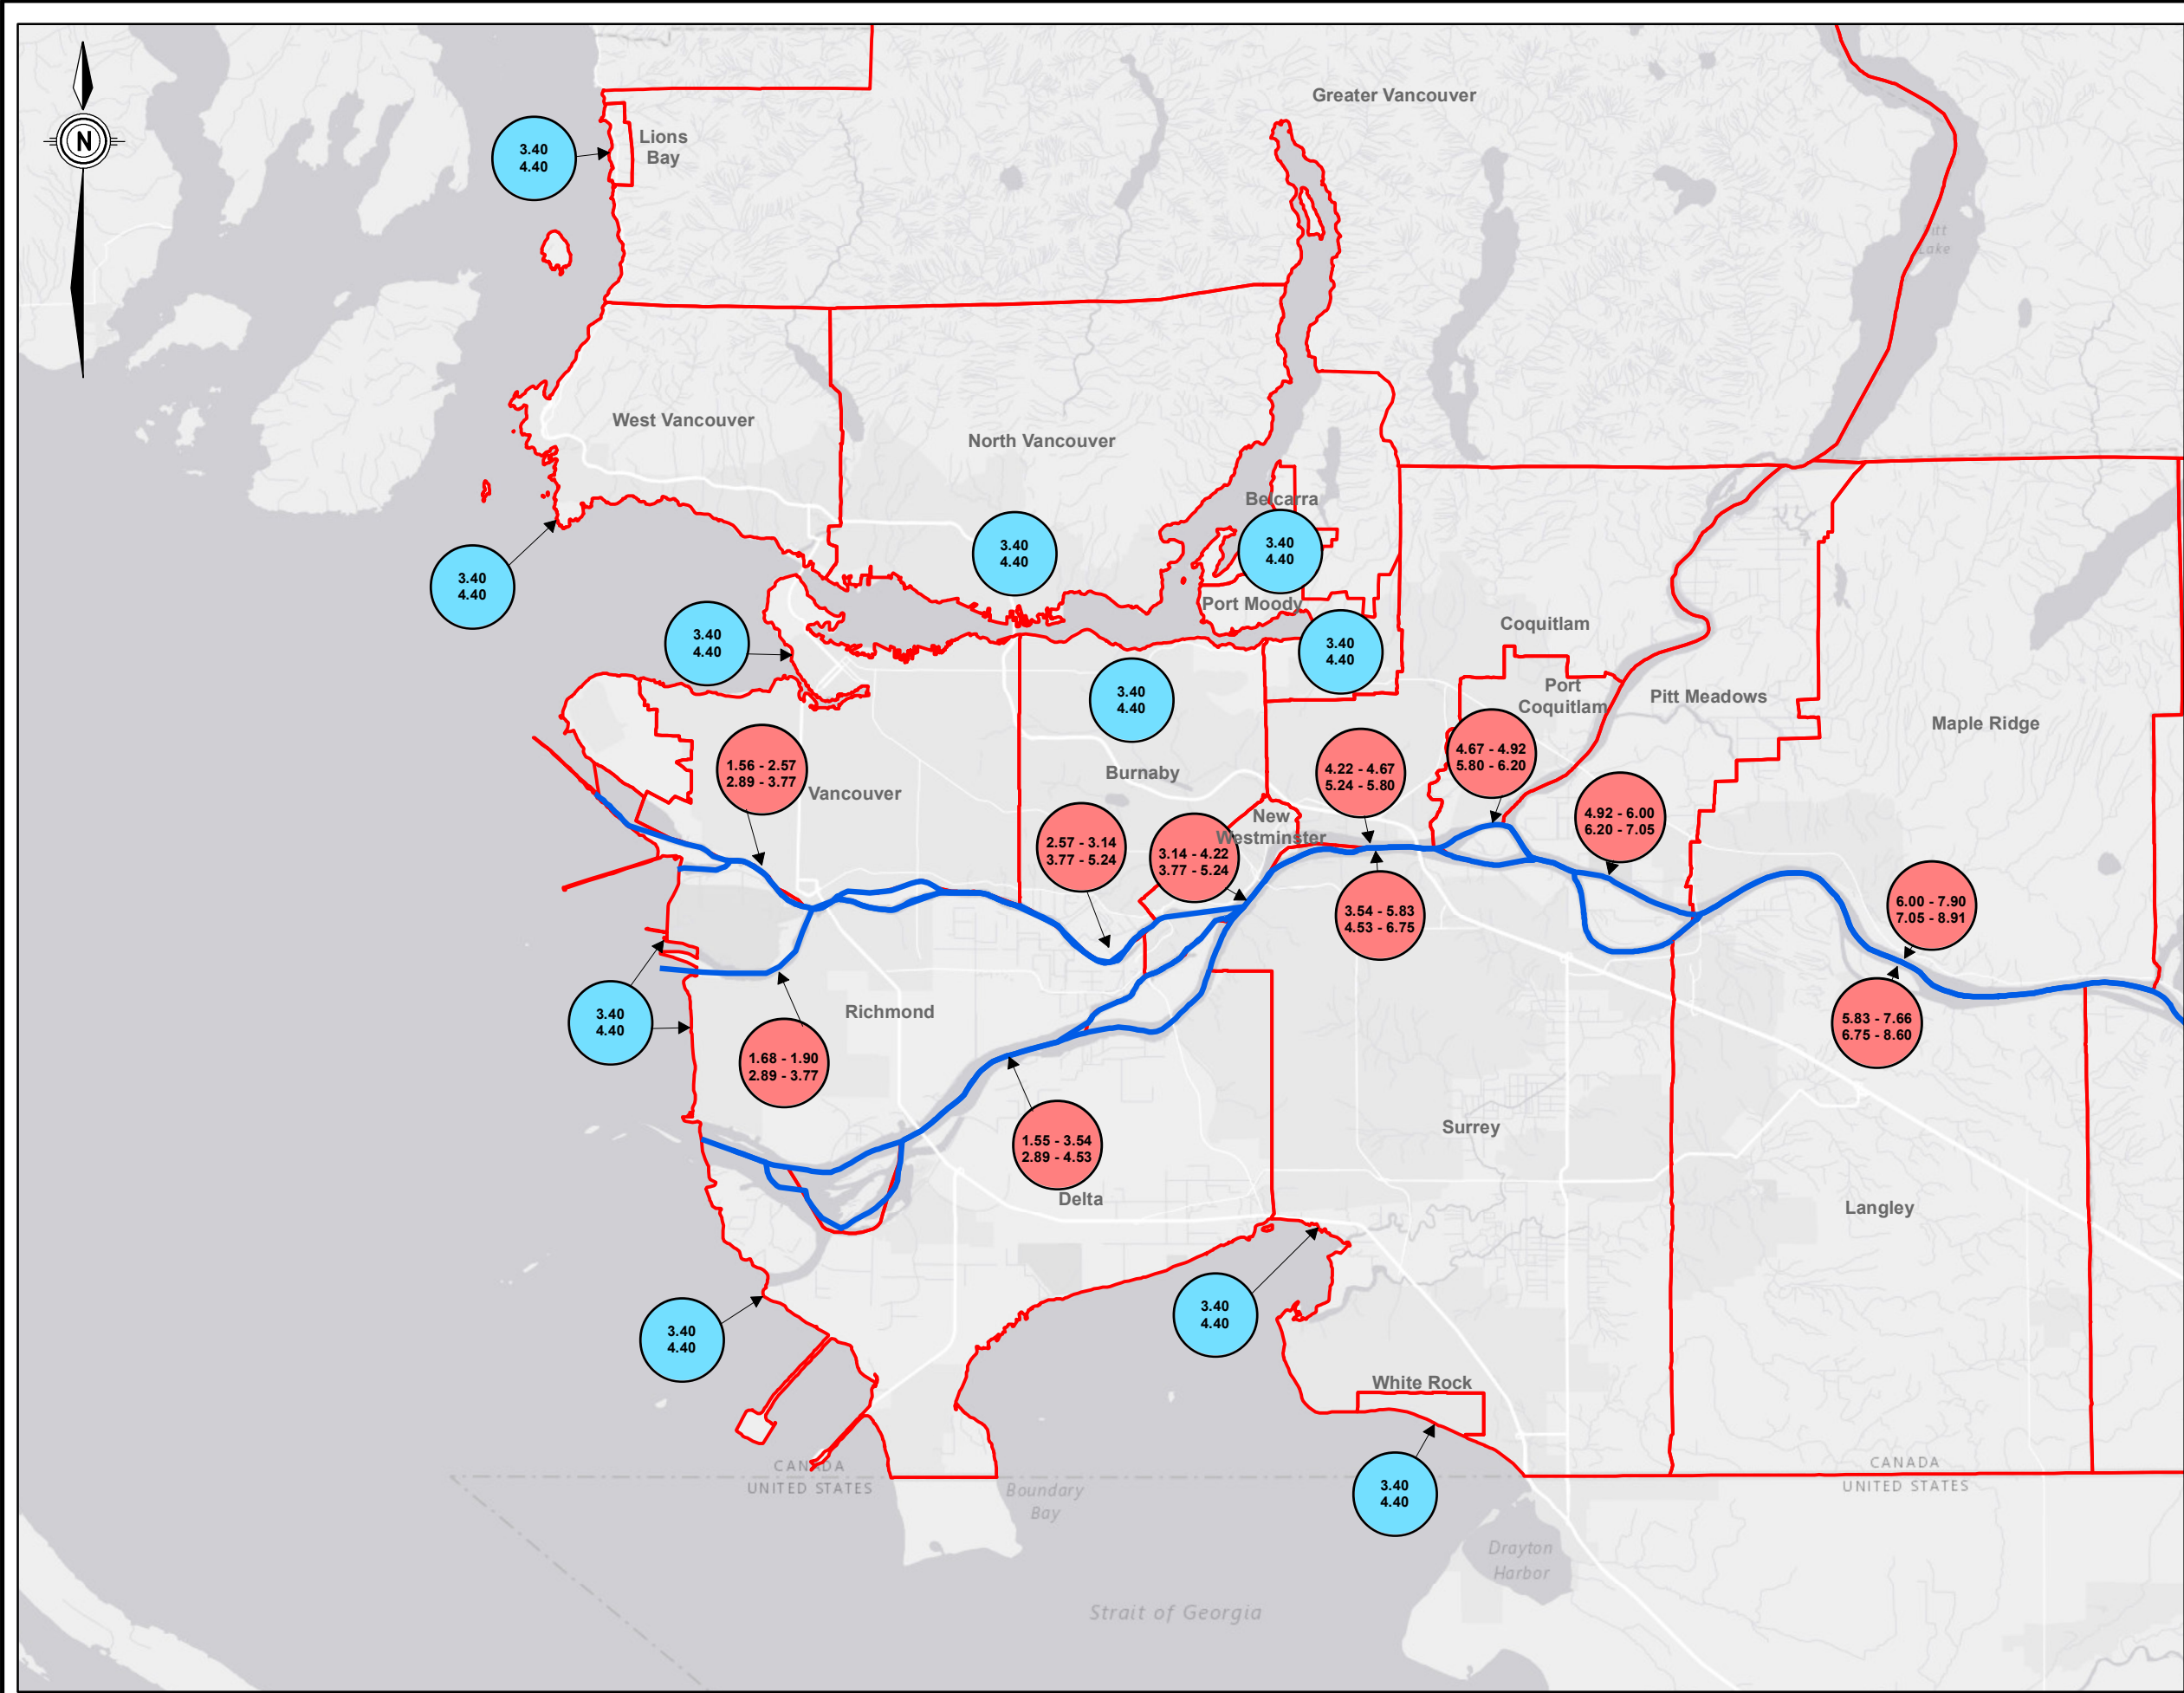 Greater Vancouver
N
Lions
Bay
3.40
4.40
Lake
West Vancouver
North Vancouver
Belcarra
3.40
4.40
3.40
4.40
3.40
4.40
Port Moody
3.40
4.40
3.40
4.40
Coquitlam
3.40
4.40
Port
Coquitlam
Pitt Meadows
Maple Ridge
1.56 - 2.57
2.89 - 3.77
Vancouver
Burnaby
4.22 - 4.67
5.24 - 5.80
4.67 - 4.92
5.80 - 6.20
New
Westminster
4.92 - 6.00
6.20 - 7.05
2.57 - 3.14
3.77 - 5.24
3.14 - 4.22
3.77 - 5.24
3.54 - 5.83
4.53 - 6.75
6.00 - 7.90
7.05 - 8.91
3.40
4.40
Richmond
5.83 - 7.66
6.75 - 8.60
1.68 - 1.90
2.89 - 3.77
1.55 - 3.54
2.89 - 4.53
Surrey
Delta
Langley
3.40
4.40
3.40
4.40
White Rock
CANADA
UNITED STATES
CANADA
UNITED STATES
Boundary
Bay
3.40
4.40
Drayton
Harbor
Strait of Georgia